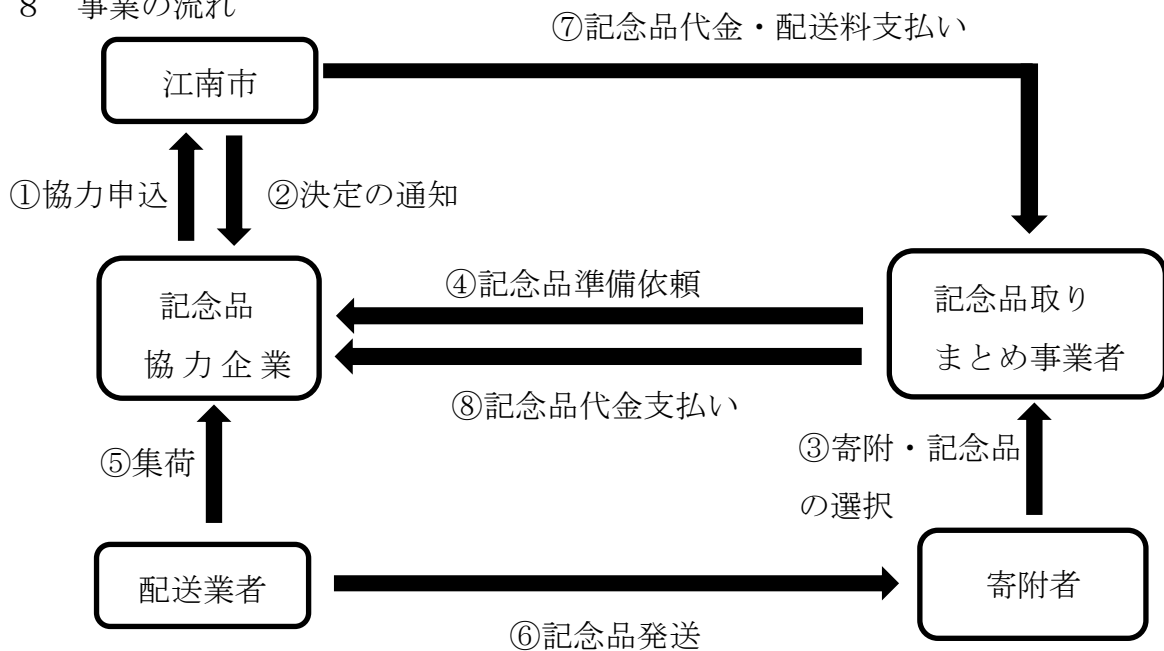 ８　事業の流れ
⑦記念品代金・配送料支払い
江南市
①協力申込
②決定の通知
記念品
協力企業
④記念品準備依頼
記念品取り
まとめ事業者
⑧記念品代金支払い
⑤集荷
③寄附・記念品
の選択
配送業者
寄附者
⑥記念品発送